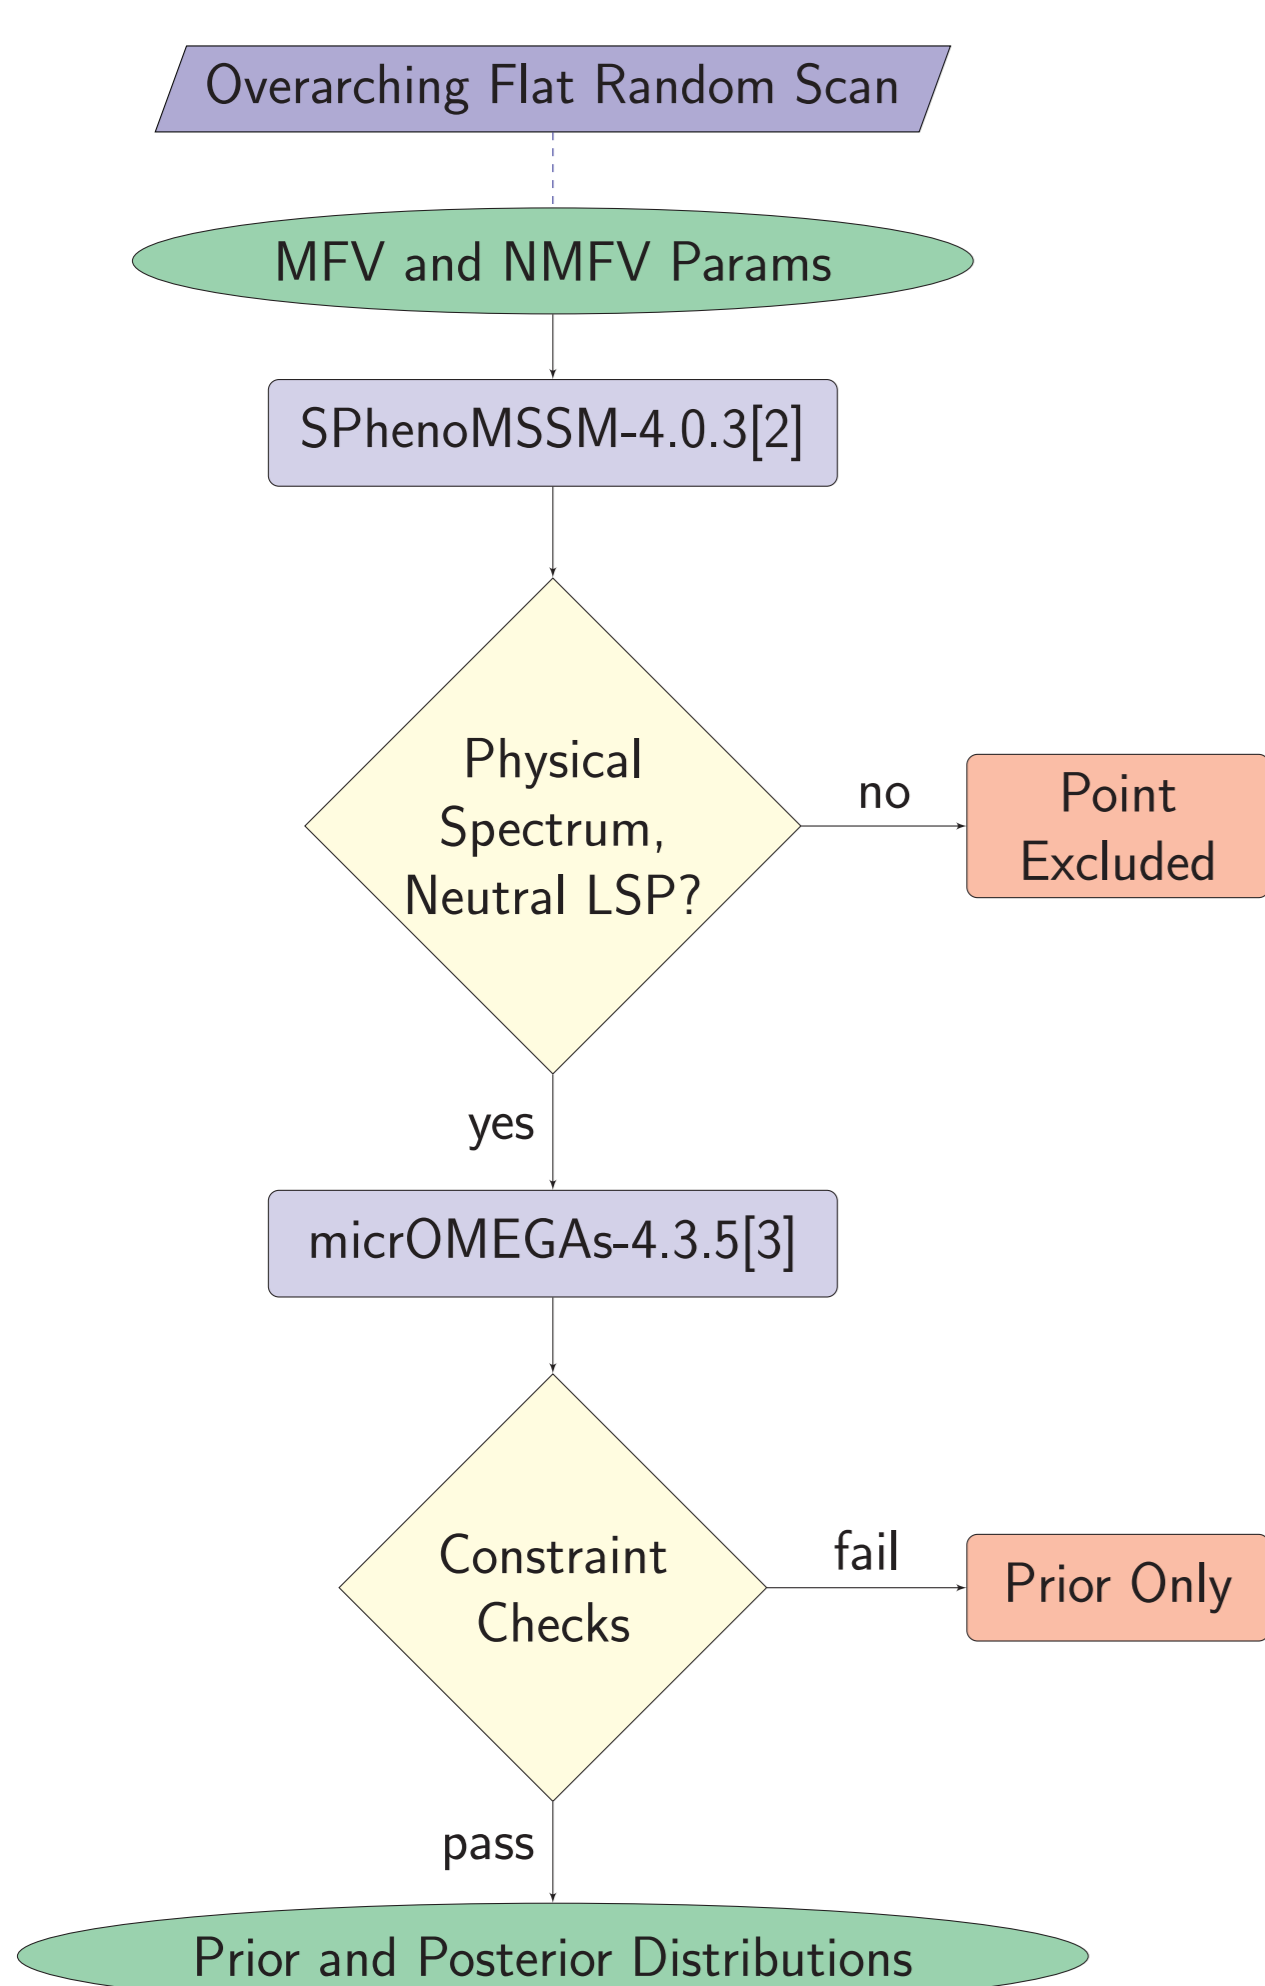 Overarching Flat Random Scan
MFV and NMFV Params
SPhenoMSSM-4.0.3[2]
Physical
Spectrum,
Neutral LSP?
no
Point
Excluded
yes
micrOMEGAs-4.3.5[3]
Constraint
Checks
fail
Prior Only
pass
Prior and Posterior Distributions